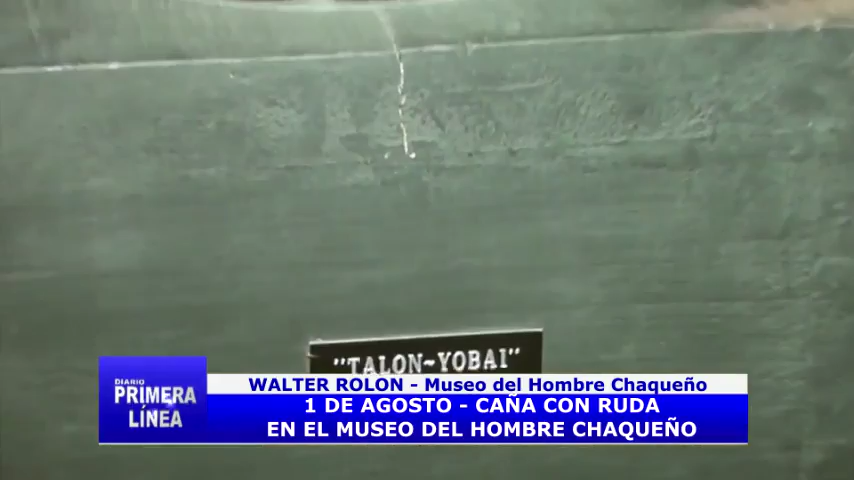 "TALON~YOBAI"
DIARIO
PRIMERA
LÍNEA
WALTER ROLON - Museo del Hombre Chaqueño
1 DE AGOSTO - CAÑA CON RUDA
EN EL MUSEO DEL HOMBRE CHAQUEÑO